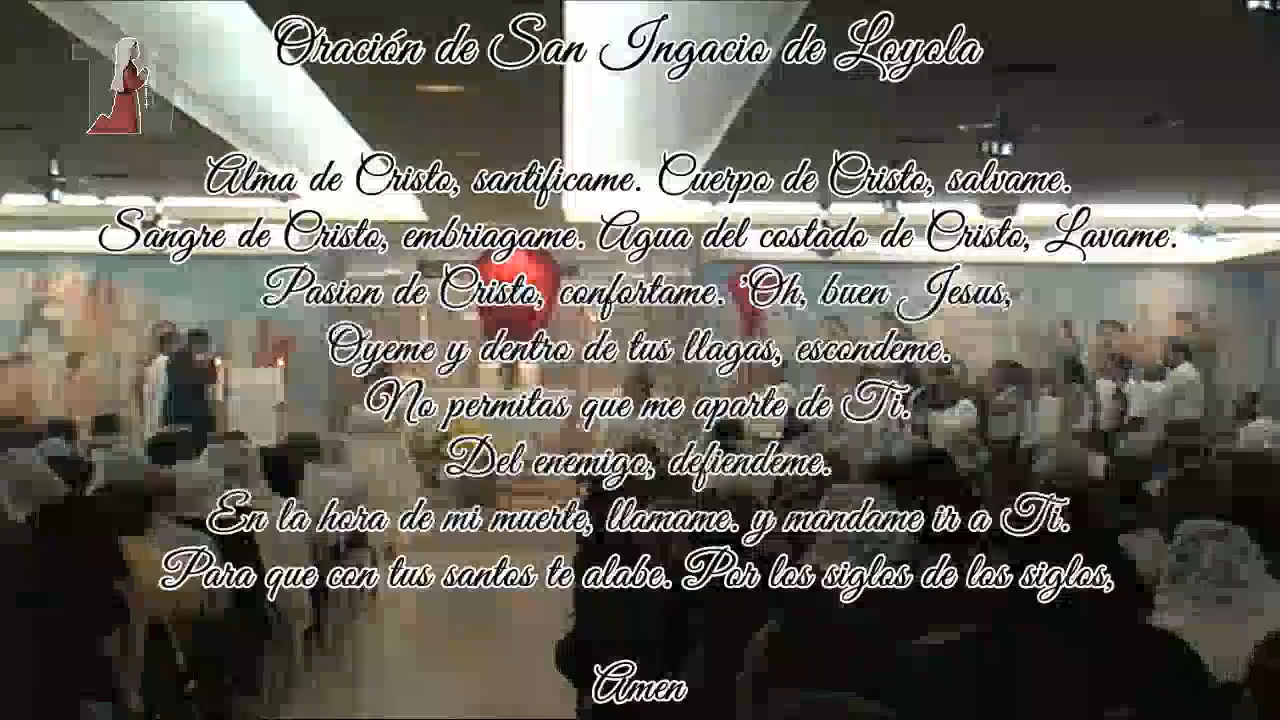 Oración de San Ingacio de Loyola
Alma de Cristo, santificame. Cuerpo de Cristo, salvame.
Sangre de Cristo, embriagame. Agua del costado de Cristo, Lavame.
Pasion de Cristo, confortame. 'Oh, buen Jesus,
Oyeme y dentro de tus llagas, escondeme.
No permitas que me aparte de Ti.
Del enemigo, defiendeme.
En la hora de mi muerte, llamame. y mandame ir a Ti.
Para que con tus santos te alabe. Por los siglos de los siglos,
Amen